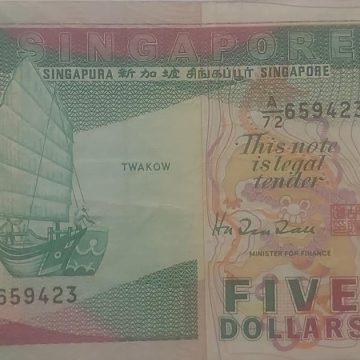 SINGAPORE
SINGAPURA 新加坡 சிங்கப்பூர் SINGAPORE
A/72 659423
TWAKOW
This note
is legal
tender
MINISTER FOR FINANCE
659423
FIVE
DOLLARS